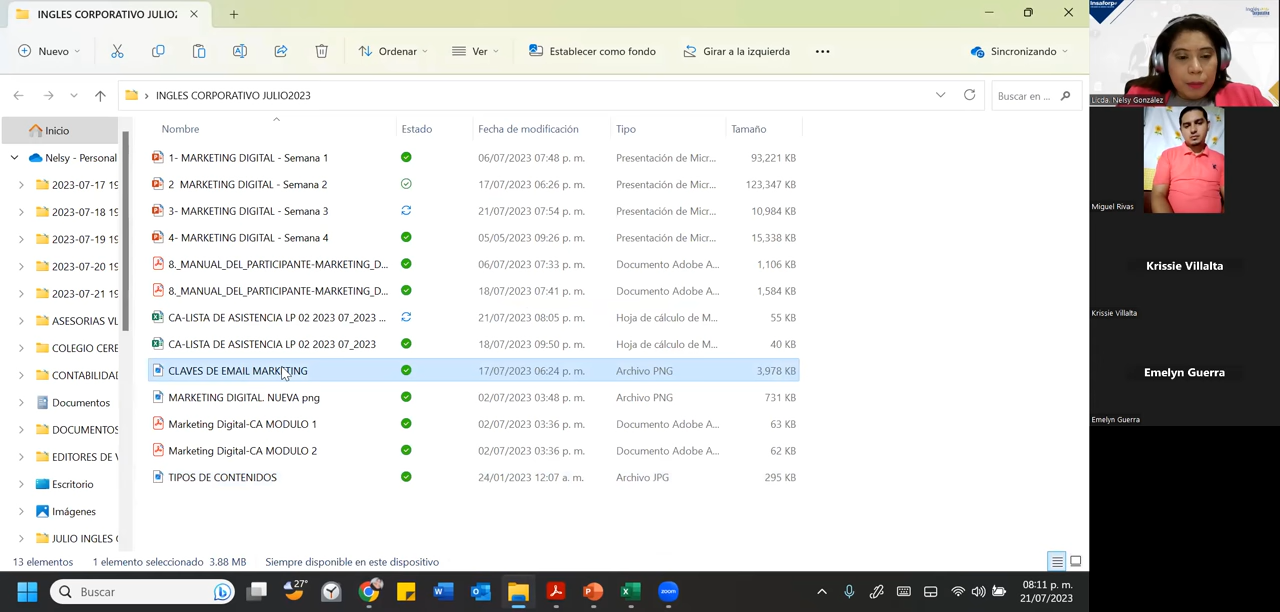 INGLES CORPORATIVO JULIO2
Nuevo
Ordenar
Ver
Establecer como fondo
Girar a la izquierda
Sincronizando
INGLES CORPORATIVO JULIO2023
Buscar en ...
Inicio
Nelsy - Personal
2023-07-17 19
2023-07-18 19
2023-07-19 19
2023-07-20 19
2023-07-21 19
ASESORIAS VI
COLEGIO CERE
CONTABILIDA
Documentos
DOCUMENTOS
EDITORES DE V
Escritorio
Imágenes
JULIO INGLES C
Nombre Estado Fecha de modificación Tipo Tamaño
1- MARKETING DIGITAL - Semana 1 06/07/2023 07:48 p. m. Presentación de Micr... 93,221 KB
2 MARKETING DIGITAL - Semana 2 17/07/2023 06:26 p. m. Presentación de Micr... 123,347 KB
3- MARKETING DIGITAL - Semana 3 21/07/2023 07:54 p. m. Presentación de Micr... 10,984 KB
4- MARKETING DIGITAL - Semana 4 05/05/2023 09:26 p. m. Presentación de Micr... 15,338 KB
8._MANUAL_DEL_PARTICIPANTE-MARKETING_D... 06/07/2023 07:33 p. m. Documento Adobe A... 1,106 KB
8._MANUAL_DEL_PARTICIPANTE-MARKETING_D... 18/07/2023 07:41 p. m. Documento Adobe A... 1,584 KB
CA-LISTA DE ASISTENCIA LP 02 2023 07_2023 ... 21/07/2023 08:05 p. m. Hoja de cálculo de M... 55 KB
CA-LISTA DE ASISTENCIA LP 02 2023 07_2023 18/07/2023 09:50 p. m. Hoja de cálculo de M... 40 KB
CLAVES DE EMAIL MARKETING 17/07/2023 06:24 p. m. Archivo PNG 3,978 KB
MARKETING DIGITAL. NUEVA png 02/07/2023 03:48 p. m. Archivo PNG 731 KB
Marketing Digital-CA MODULO 1 02/07/2023 03:36 p. m. Documento Adobe A... 63 KB
Marketing Digital-CA MODULO 2 02/07/2023 03:36 p. m. Documento Adobe A... 62 KB
TIPOS DE CONTENIDOS 24/01/2023 12:07 a. m. Archivo JPG 295 KB
13 elementos 1 elemento seleccionado 3.88 MB Siempre disponible en este dispositivo
Buscar
27°
zoom
08:11 p. m.
21/07/2023
Insaforp
Licda. Nelsy González
Miguel Rivas
Krissie Villalta
Krissie Villalta
Emelyn Guerra
Emelyn Guerra